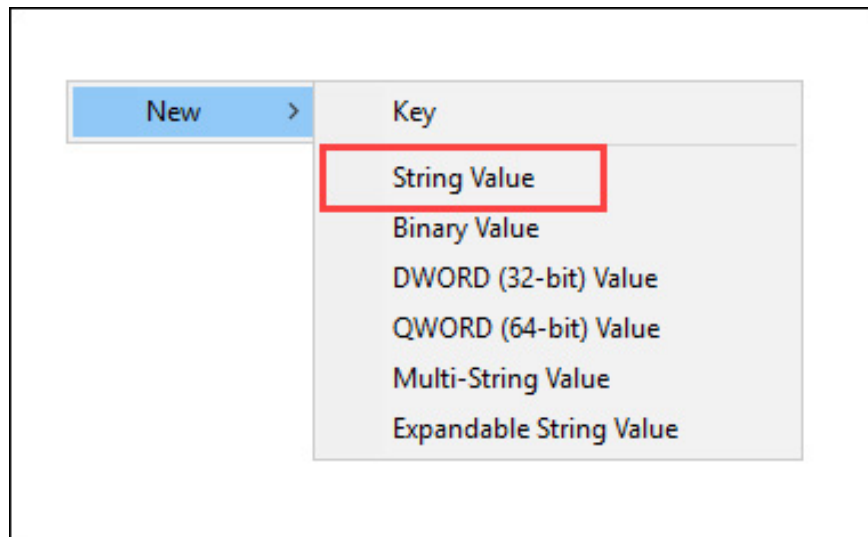 New > Key
String Value
Binary Value
DWORD (32-bit) Value
QWORD (64-bit) Value
Multi-String Value
Expandable String Value